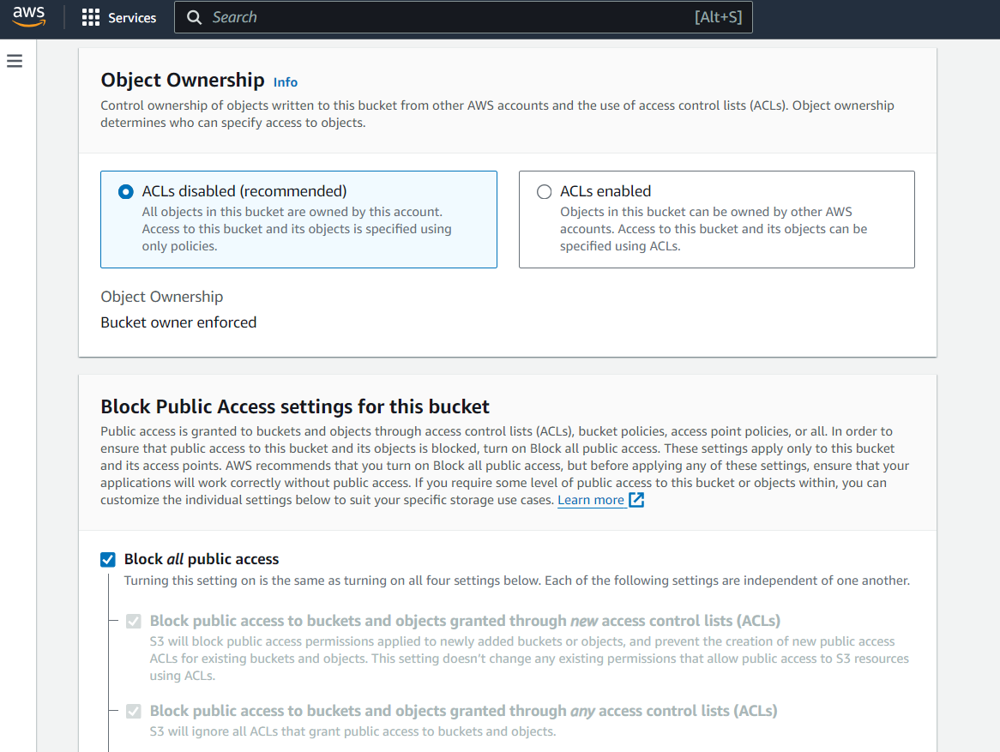 aws
Services
Search
[Alt+S]
Object Ownership Info
Control ownership of objects written to this bucket from other AWS accounts and the use of access control lists (ACLs). Object ownership
determines who can specify access to objects.
ACLs disabled (recommended)
All objects in this bucket are owned by this account.
Access to this bucket and its objects is specified using
only policies.
ACLs enabled
Objects in this bucket can be owned by other AWS
accounts. Access to this bucket and its objects can be
specified using ACLs.
Object Ownership
Bucket owner enforced
Block Public Access settings for this bucket
Public access is granted to buckets and objects through access control lists (ACLs), bucket policies, access point policies, or all. In order to
ensure that public access to this bucket and its objects is blocked, turn on Block all public access. These settings apply only to this bucket
and its access points. AWS recommends that you turn on Block all public access, but before applying any of these settings, ensure that your
applications will work correctly without public access. If you require some level of public access to this bucket or objects within, you can
customize the individual settings below to suit your specific storage use cases. Learn more
Block all public access
Turning this setting on is the same as turning on all four settings below. Each of the following settings are independent of one another.
Block public access to buckets and objects granted through new access control lists (ACLs)
S3 will block public access permissions applied to newly added buckets or objects, and prevent the creation of new public access
ACLs for existing buckets and objects. This setting doesn't change any existing permissions that allow public access to S3 resources
using ACLs.
Block public access to buckets and objects granted through any access control lists (ACLs)
S3 will ignore all ACLs that grant public access to buckets and objects.